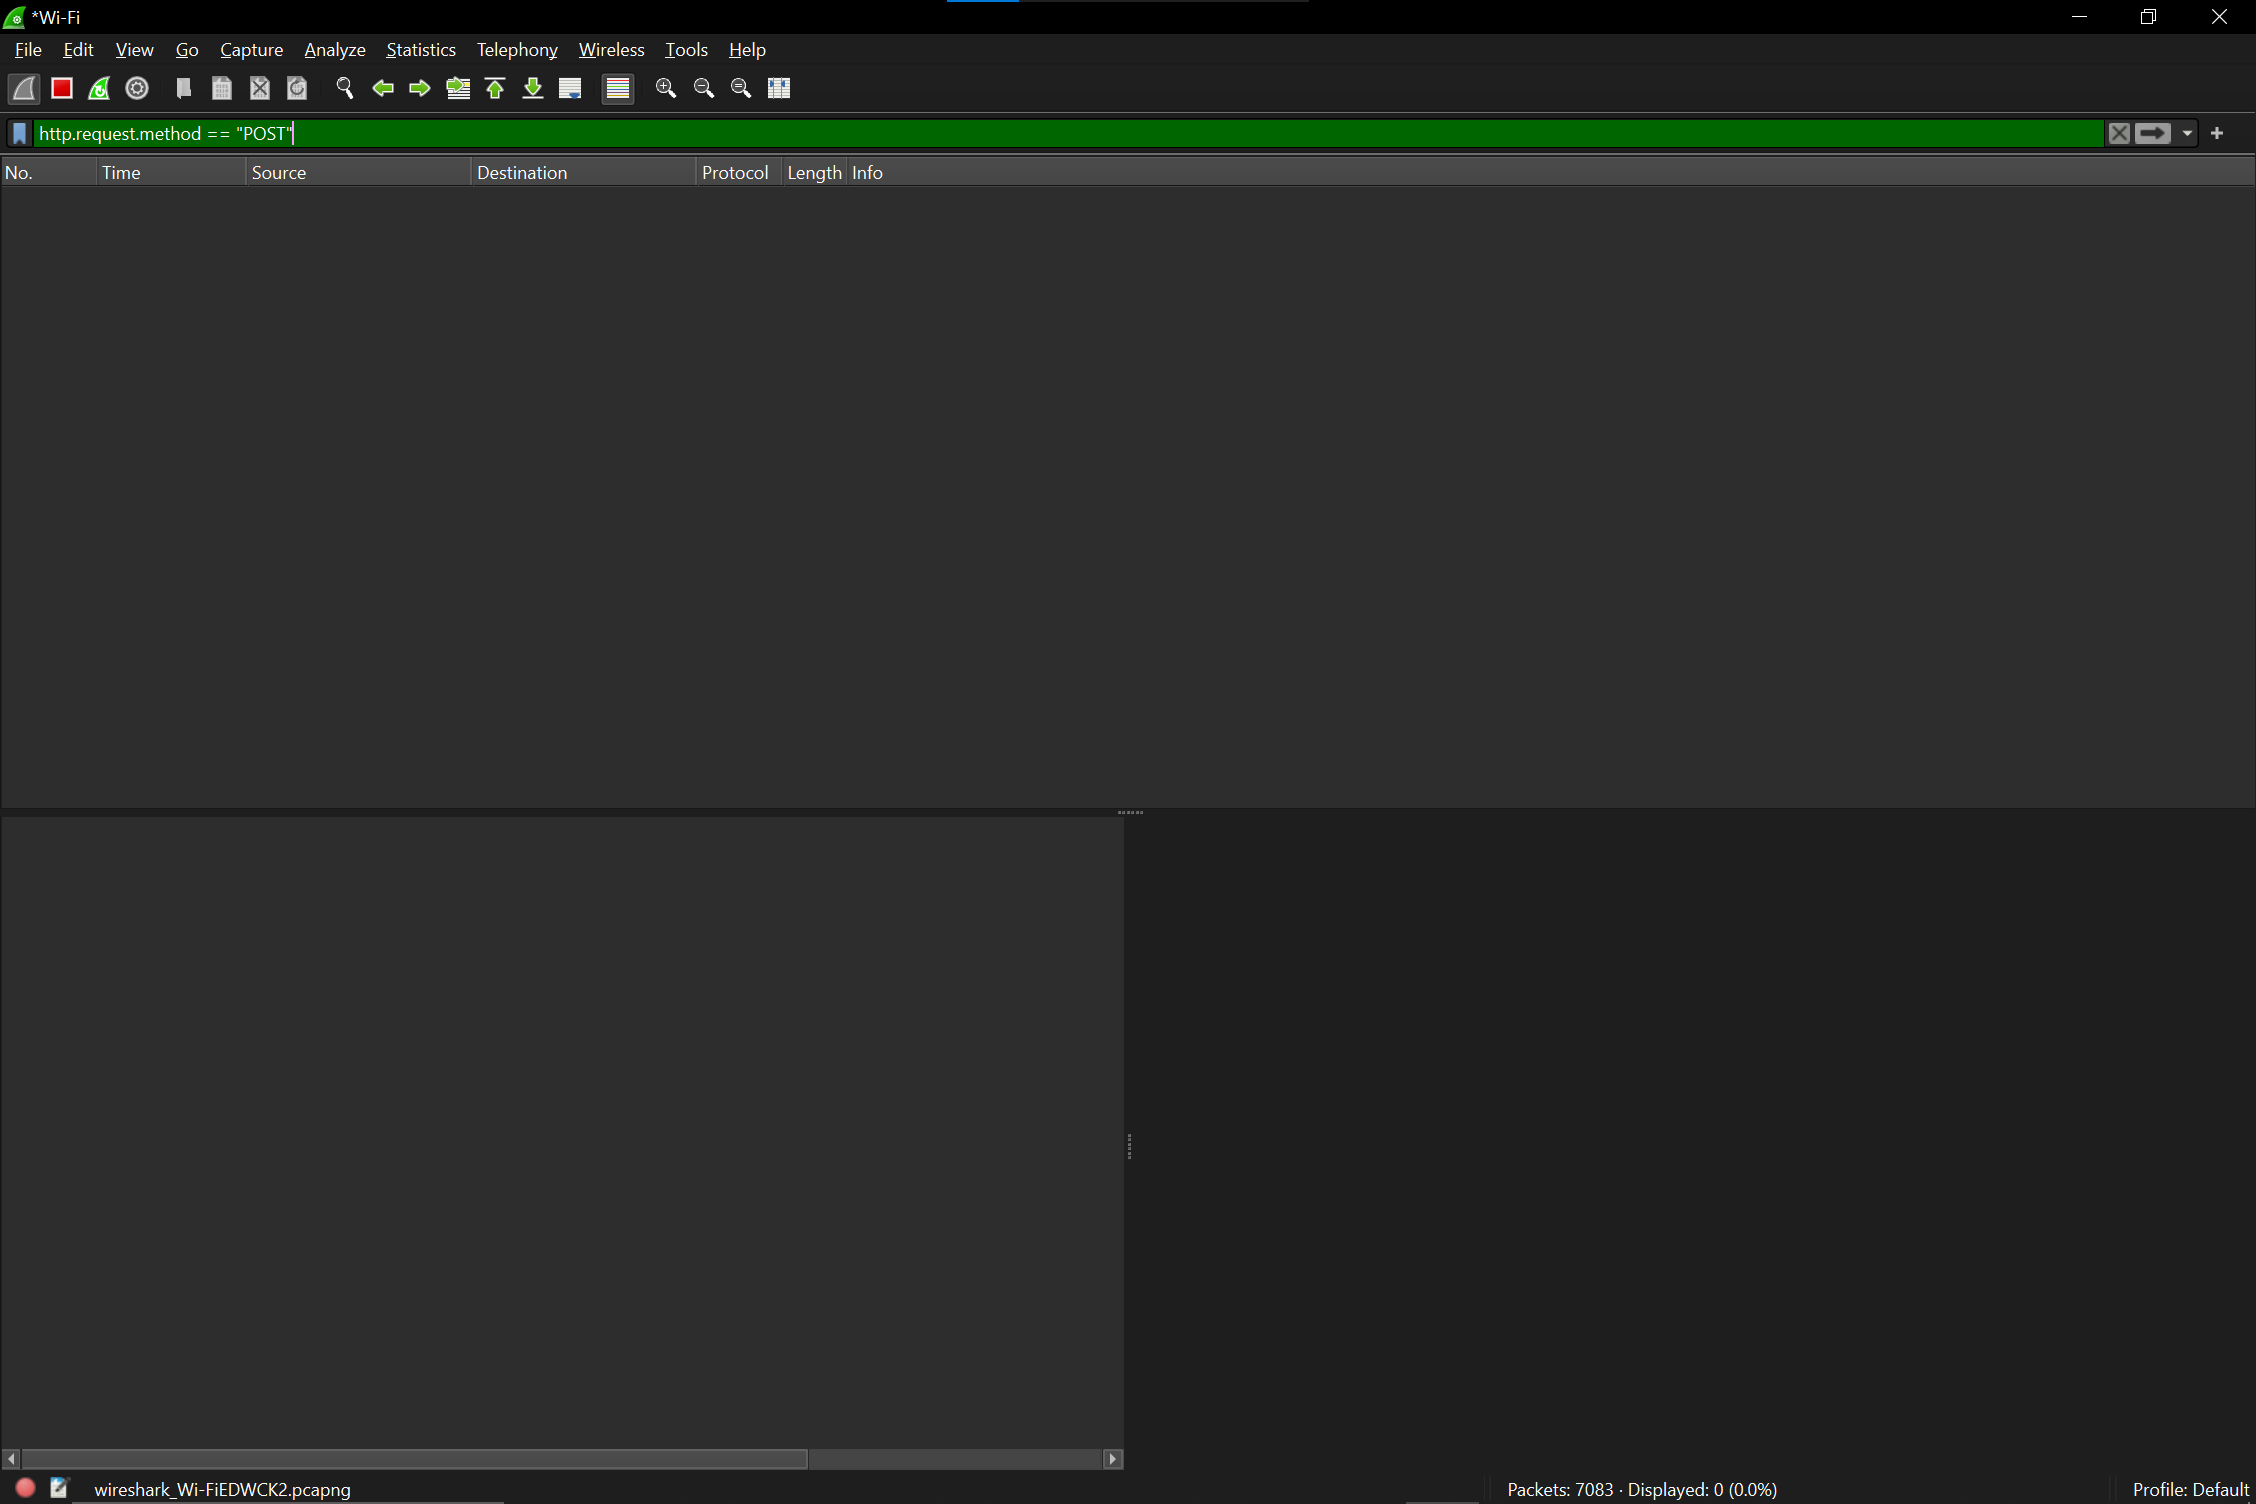 *Wi-Fi
File Edit View Go Capture Analyze Statistics Telephony Wireless Tools Help
http.request.method == "POST"
No. Time Source Destination Protocol Length Info
wireshark_Wi-FiEDWCK2.pcapng Packets: 7083 · Displayed: 0 (0.0%) Profile: Default